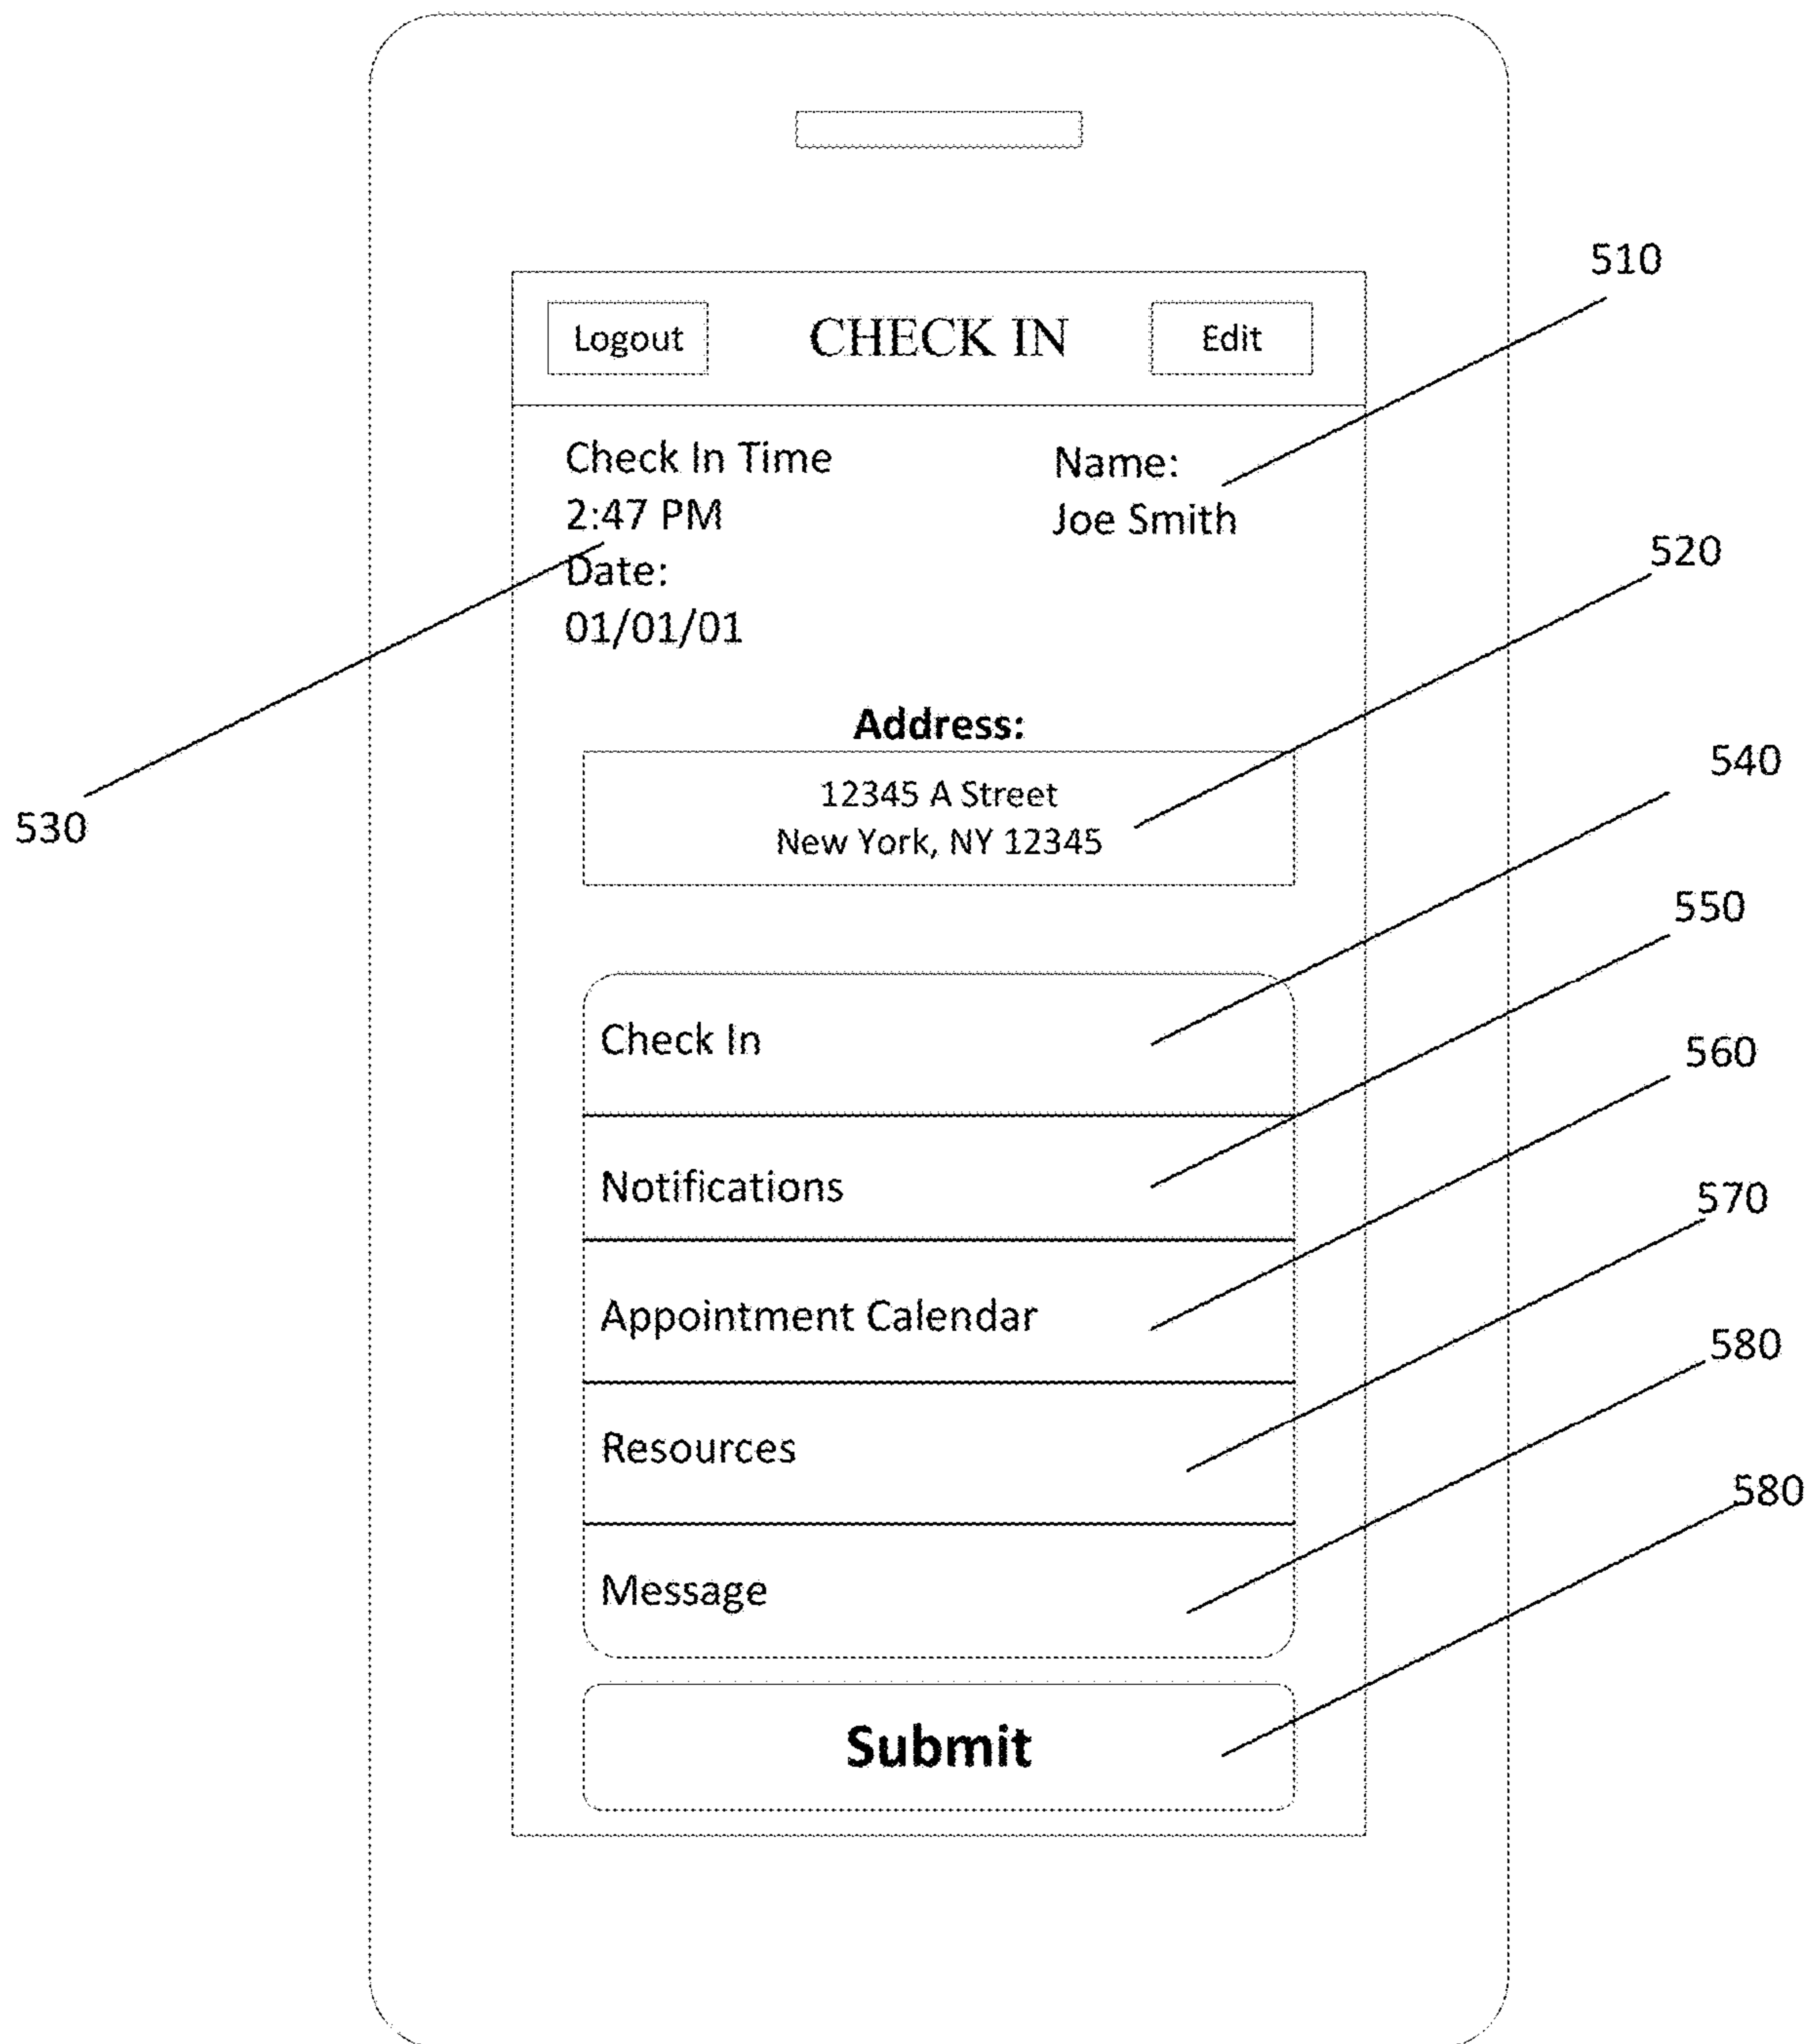 510
Logout CHECK IN Edit
Check In Time
2:47 PM
Date:
01/01/01
Name:
Joe Smith
520
Address:
12345 A Street
New York, NY 12345
530
540
550
Check In
560
Notifications
570
Appointment Calendar
580
Resources
580
Message
Submit